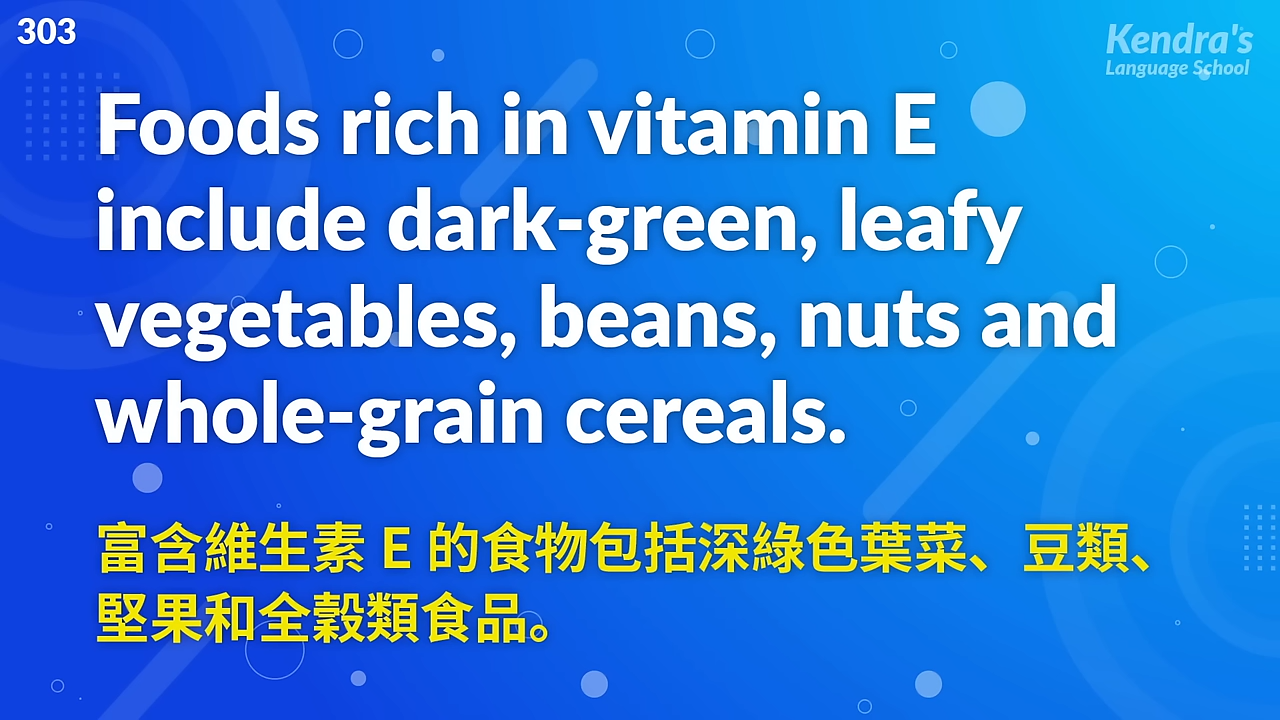 303
Kendra's
Language School
Foods rich in vitamin E
include dark-green, leafy
vegetables, beans, nuts and
whole-grain cereals.
富含維生素 E 的食物包括深綠色葉菜、豆類、
堅果和全穀類食品。